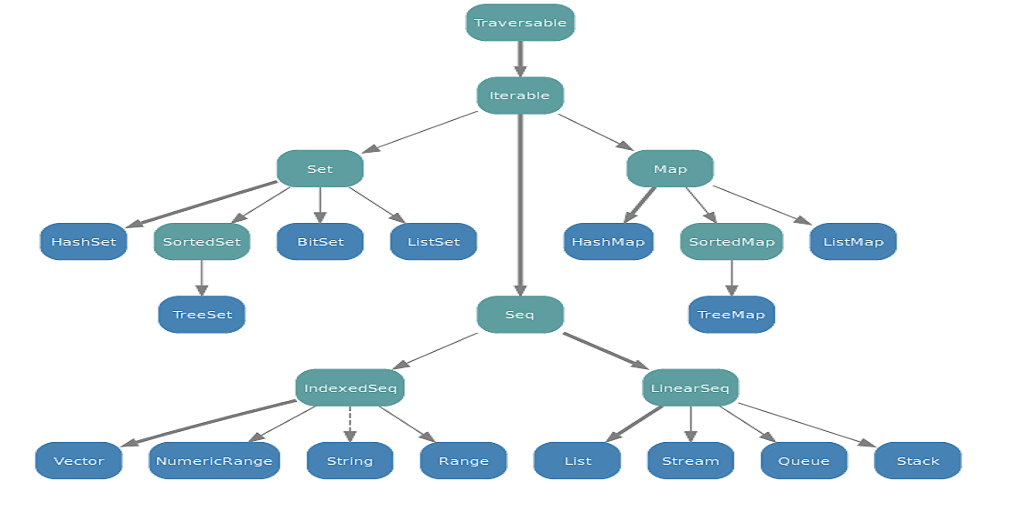 Traversable
Iterable
Set
Map
HashSet
SortedSet
BitSet
ListSet
HashMap
SortedMap
ListMap
TreeSet
Seq
TreeMap
IndexedSeq
LinearSeq
Vector
NumericRange
String
Range
List
Stream
Queue
Stack